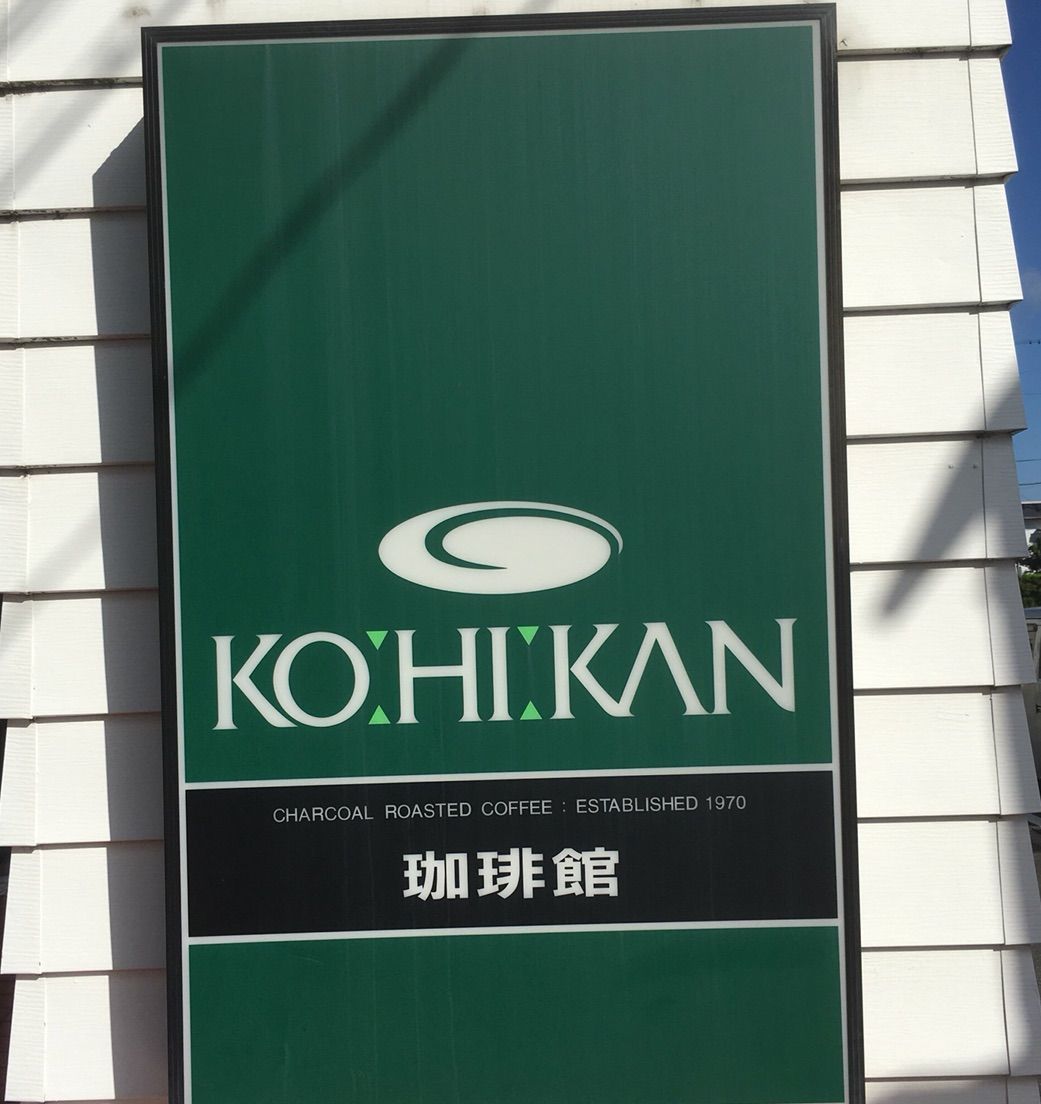 KO:HI:KAN
CHARCOAL ROASTED COFFEE : ESTABLISHED 1970
珈琲館